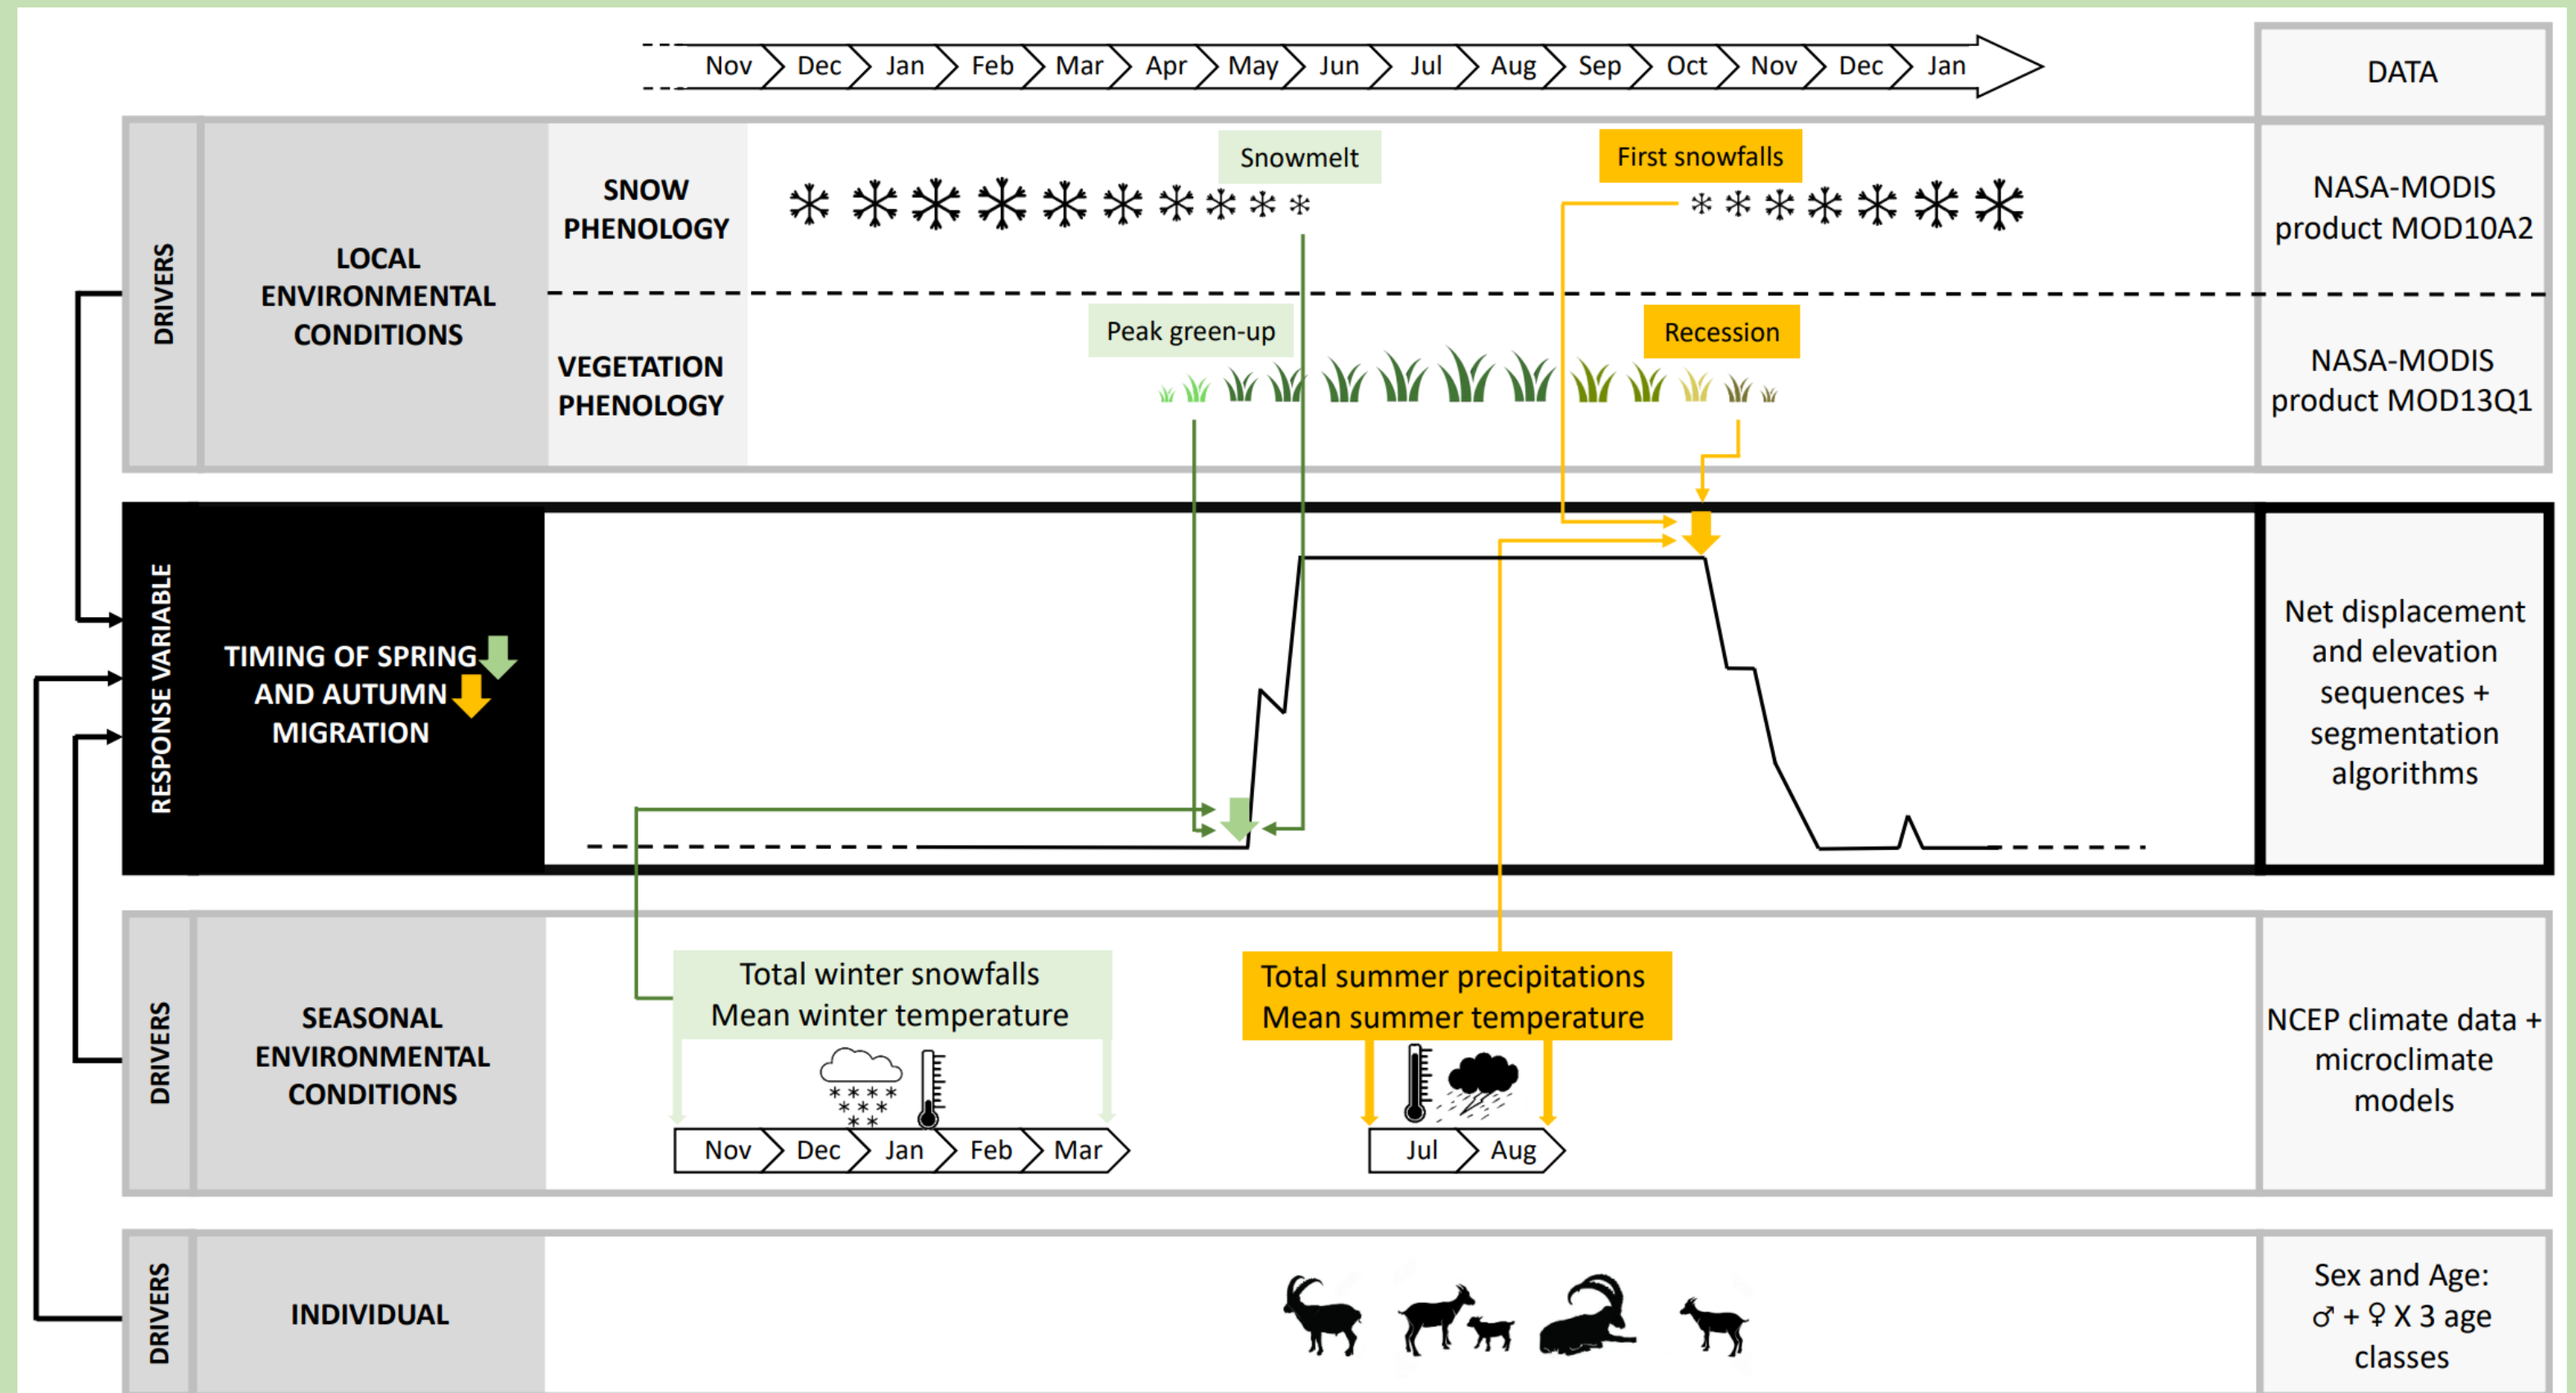 Nov Dec Jan Feb Mar Apr May Jun Jul Aug Sep Oct Nov Dec Jan
DATA
DRIVERS
LOCAL
ENVIRONMENTAL
CONDITIONS
SNOW
PHENOLOGY
Snowmelt
First snowfalls
NASA-MODIS
product MOD10A2
VEGETATION
PHENOLOGY
Peak green-up
Recession
NASA-MODIS
product MOD13Q1
RESPONSE VARIABLE
TIMING OF SPRING
AND AUTUMN
MIGRATION
Net displacement
and elevation
sequences +
segmentation
algorithms
DRIVERS
SEASONAL
ENVIRONMENTAL
CONDITIONS
Total winter snowfalls
Mean winter temperature
Nov Dec Jan Feb Mar
Total summer precipitations
Mean summer temperature
Jul Aug
NCEP climate data +
microclimate
models
DRIVERS
INDIVIDUAL
Sex and Age:
♂ + ♀ X 3 age
classes